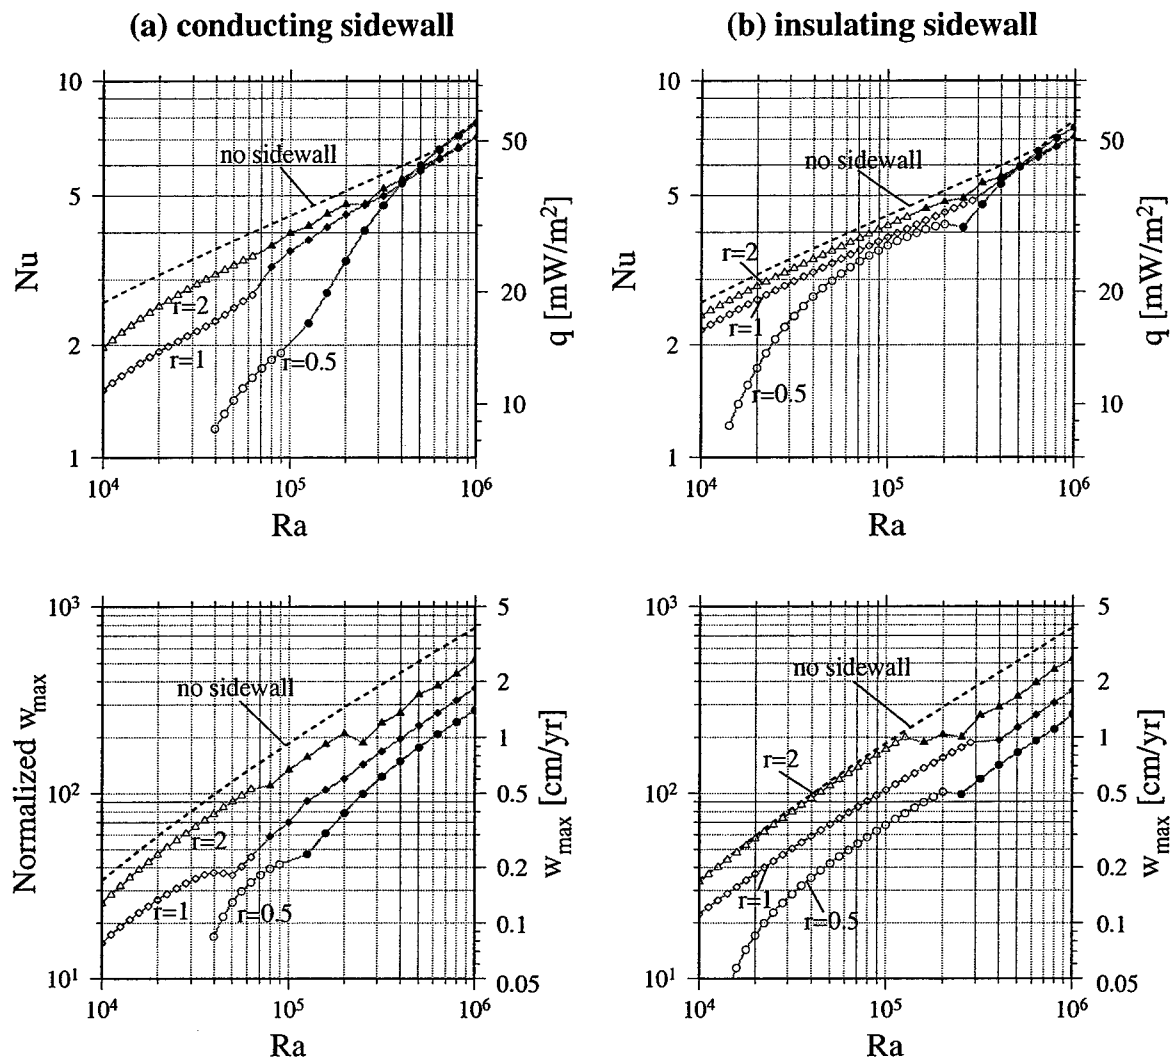 (a) conducting sidewall
(b) insulating sidewall
10
5
2
1
Nu
no sidewall
r=2
r=1
r=0.5
50
20
10
q [mW/m²]
10⁴
10⁵
10⁶
Ra
10
5
2
1
Nu
no sidewall
r=2
r=1
r=0.5
50
20
10
q [mW/m²]
10⁴
10⁵
10⁶
Ra
10³
10²
10¹
Normalized w_max
no sidewall
r=2
r=1
r=0.5
5
2
1
0.5
0.2
0.1
0.05
w_max [cm/yr]
10⁴
10⁵
10⁶
Ra
10³
10²
10¹
no sidewall
r=2
r=1
r=0.5
5
2
1
0.5
0.2
0.1
0.05
w_max [cm/yr]
10⁴
10⁵
10⁶
Ra